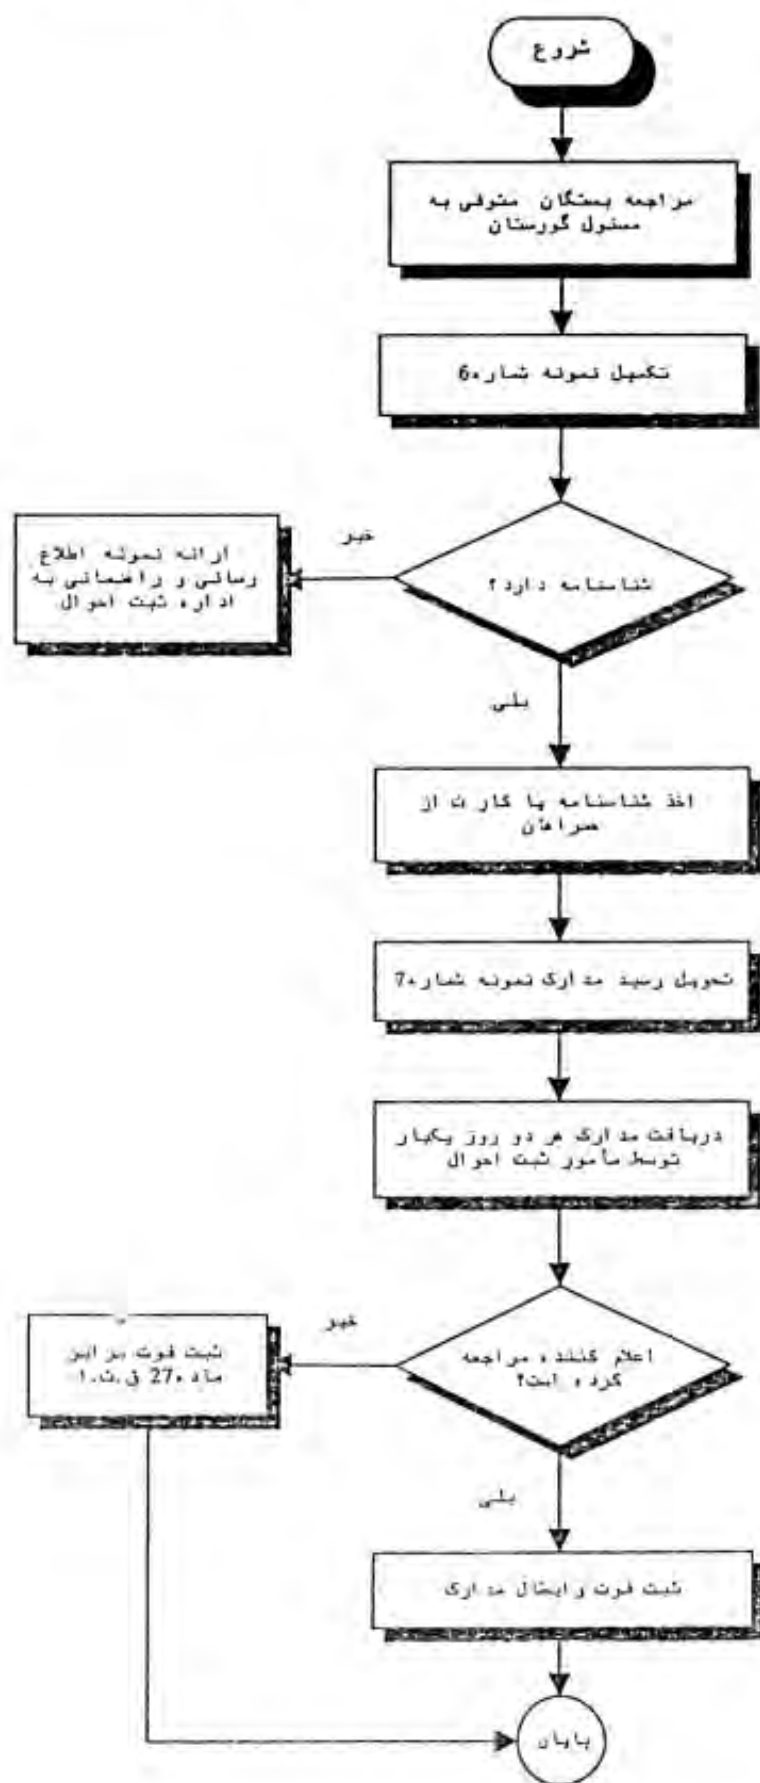 شروع
مراجعه بستگان متوفی به
مسئول گورستان
تکمیل نمونه شماره6
شناسنامه دارد؟
خیر
ارائه نمونه اطلاع
رسانی و راهنمائی به
اداره ثبت احوال
بلی
اخذ شناسنامه یا کارت از
همراهان
تحویل رسید مدارک نمونه شماره7
دریافت مدارک هر دو روز یکبار
توسط مأمور ثبت احوال
اعلام کننده مراجعه
کرده است؟
خیر
ثبت فوت برابر
ماده27 ق.ث.ا
بلی
ثبت فوت و ابطال مدارک
پایان